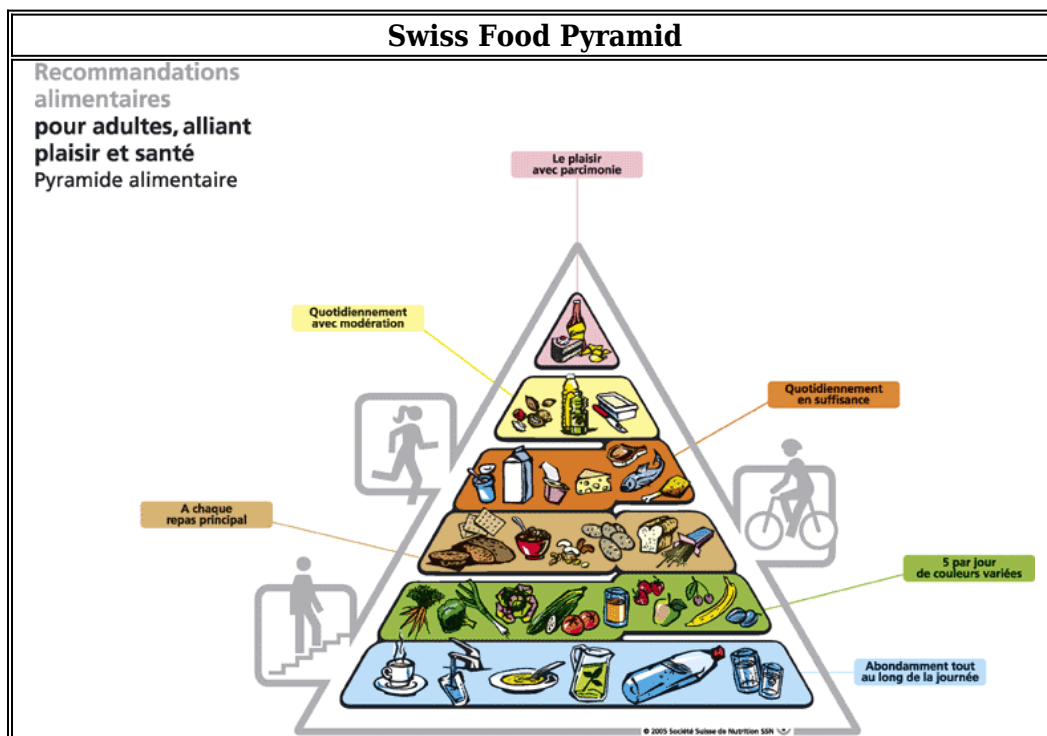 Swiss Food Pyramid
Recommandations
alimentaires
pour adultes, alliant
plaisir et santé
Pyramide alimentaire
Le plaisir
avec parcimonie
Quotidiennement
avec modération
Quotidiennement
en suffisance
A chaque
repas principal
5 par jour
de couleurs variées
Abondamment tout
au long de la journée
© 2005 Société Suisse de Nutrition SSN